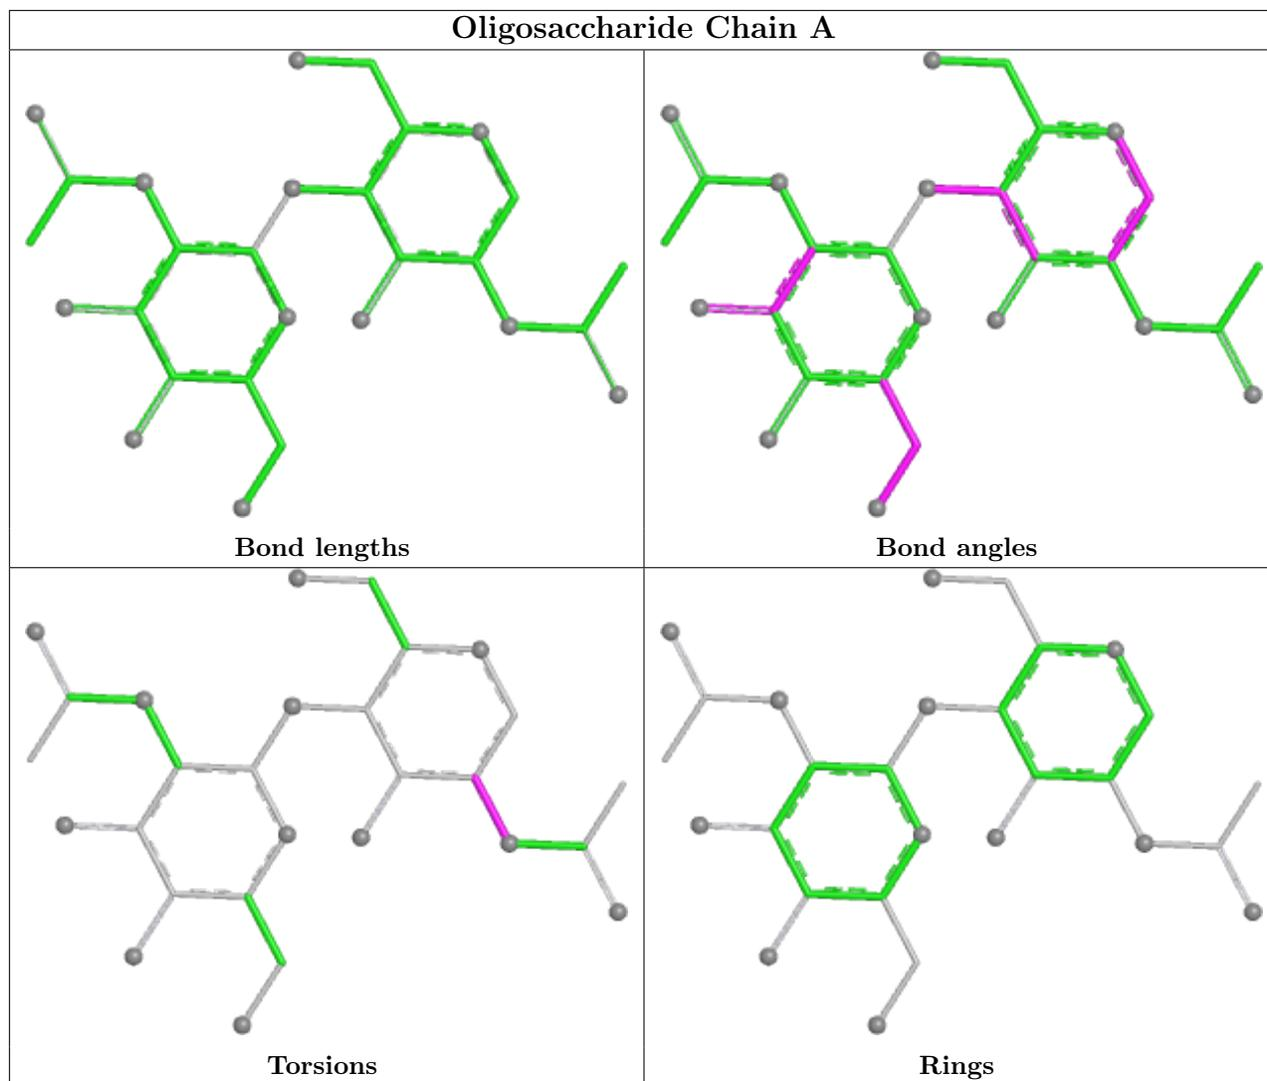 Oligosaccharide Chain A
Bond lengths
Bond angles
Torsions
Rings